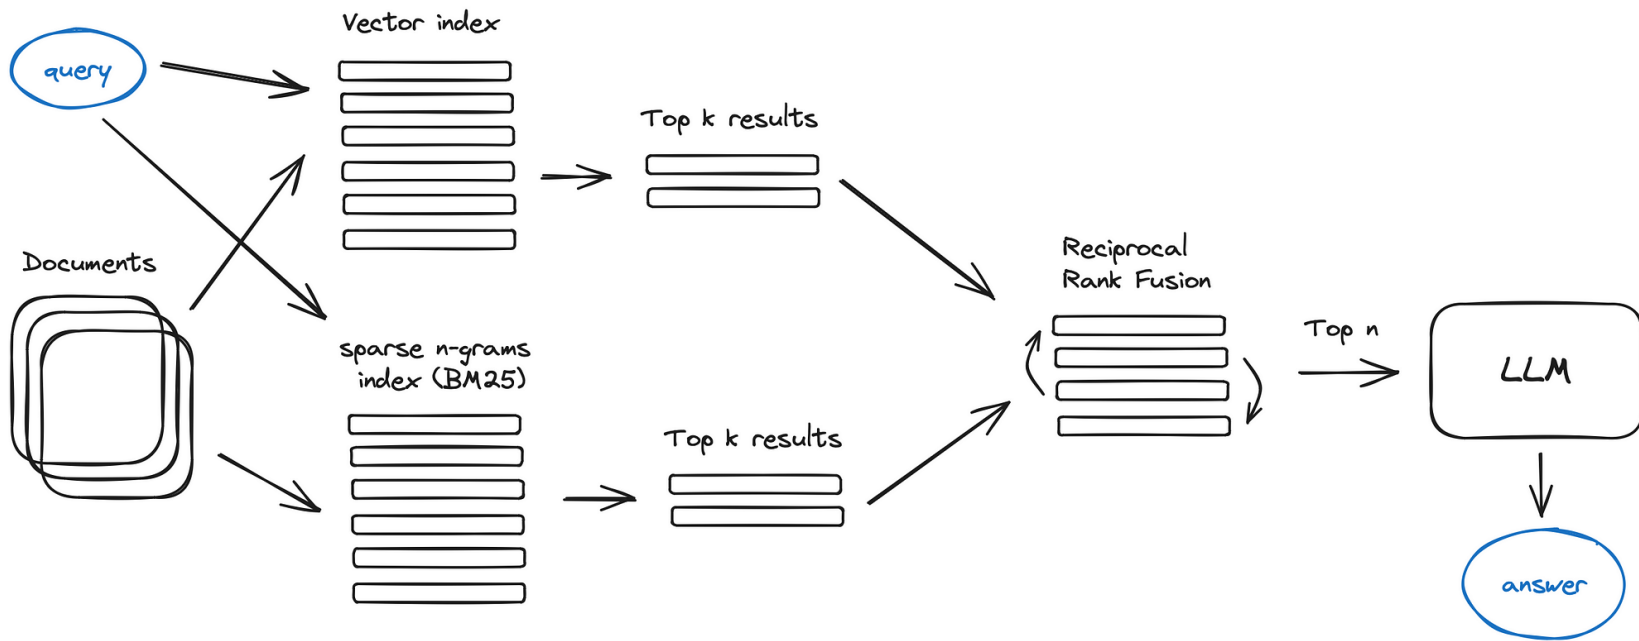 Vector index
query
Top k results
Documents
Reciprocal
Rank Fusion
sparse n-grams
index (BM25)
Top k results
Top n
LLM
answer